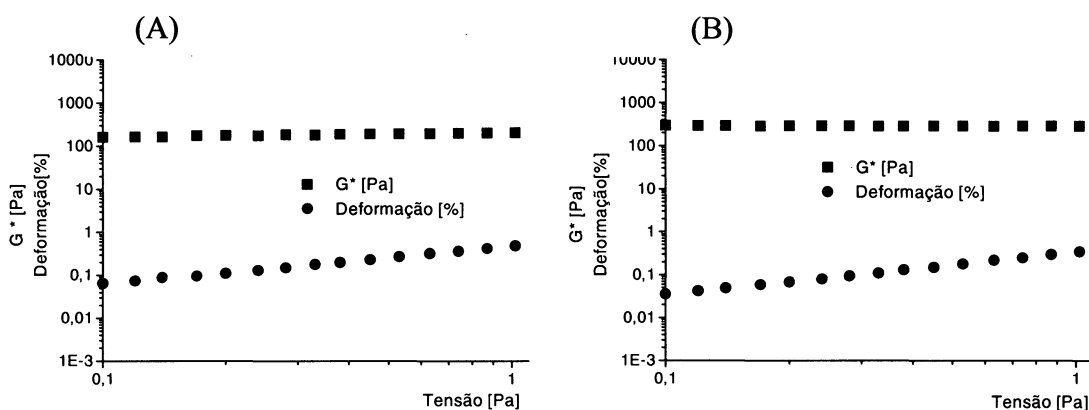 (A)
10000
1000
100
10
1
0,1
0,01
1E-3
G * [Pa]
Deformação[%]
G* [Pa]
Deformação [%]
0,1
1
Tensão [Pa]
(B)
10000
1000
100
10
1
0,1
0,01
1E-3
G* [Pa]
Deformação[%]
G* [Pa]
Deformação [%]
0,1
1
Tensão [Pa]